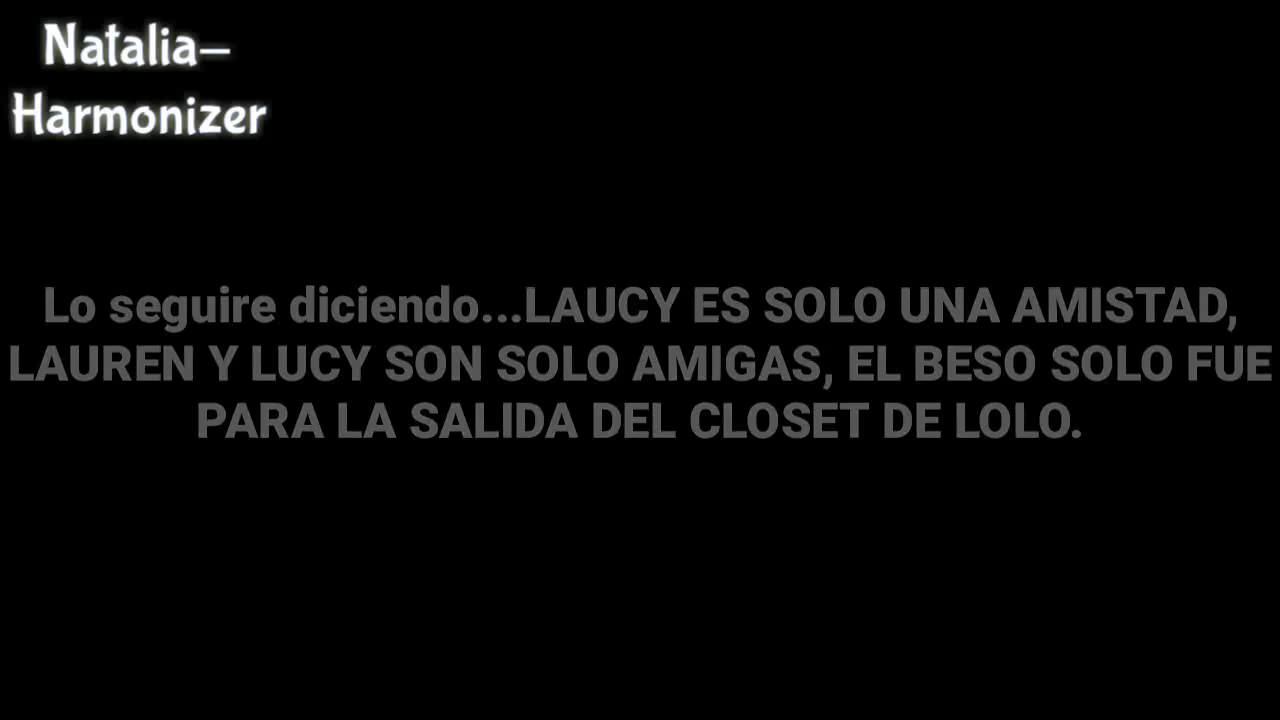 Natalia–
Harmonizer
Lo seguire diciendo...LAUCY ES SOLO UNA AMISTAD,
LAUREN Y LUCY SON SOLO AMIGAS, EL BESO SOLO FUE
PARA LA SALIDA DEL CLOSET DE LOLO.